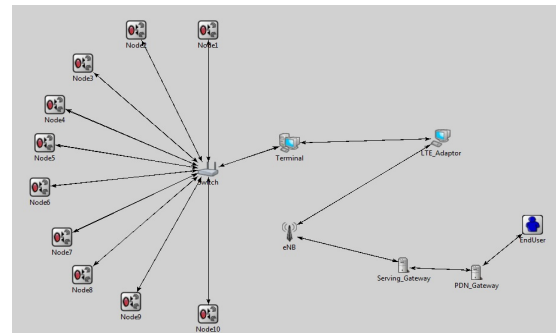 Node2
Node1
Node3
Node4
Node5
Node6
Node7
Node8
Node9
Node10
Switch
Terminal
LTE_Adaptor
eNB
Serving_Gateway
PDN_Gateway
EndUser